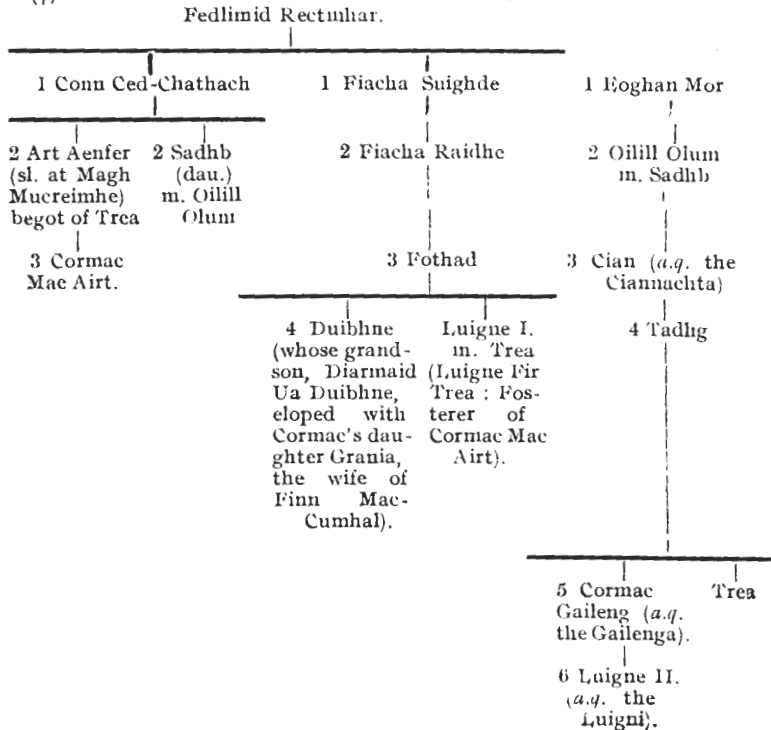 Fedlimid Rectmhar.
1 Conn Ced-Chathach
1 Fiacha Suighde
1 Eoghan Mor
2 Art Aenfer
(sl. at Magh
Mucreimhe)
begot of Trea
2 Sadhb
(dau.)
m. Oilill
Olum
2 Fiacha Raidhe
2 Oilill Olum
m. Sadhb
3 Cormac
Mac Airt.
3 Fothad
3 Cian (a.q. the
Ciannachta)
4 Duibhne
(whose grand-
son, Diarmaid
Ua Duibhne,
eloped with
Cormac's dau-
ghter Grania,
the wife of
Finn Mac-
Cumhal).
Luigne I.
m. Trea
(Luigne Fir
Trea : Fos-
terer of
Cormac Mac
Airt).
4 Tadhg
5 Cormac
Gaileng (a.q.
the Gailenga).
Trea
6 Luigne II.
(a.q. the
Luigni).